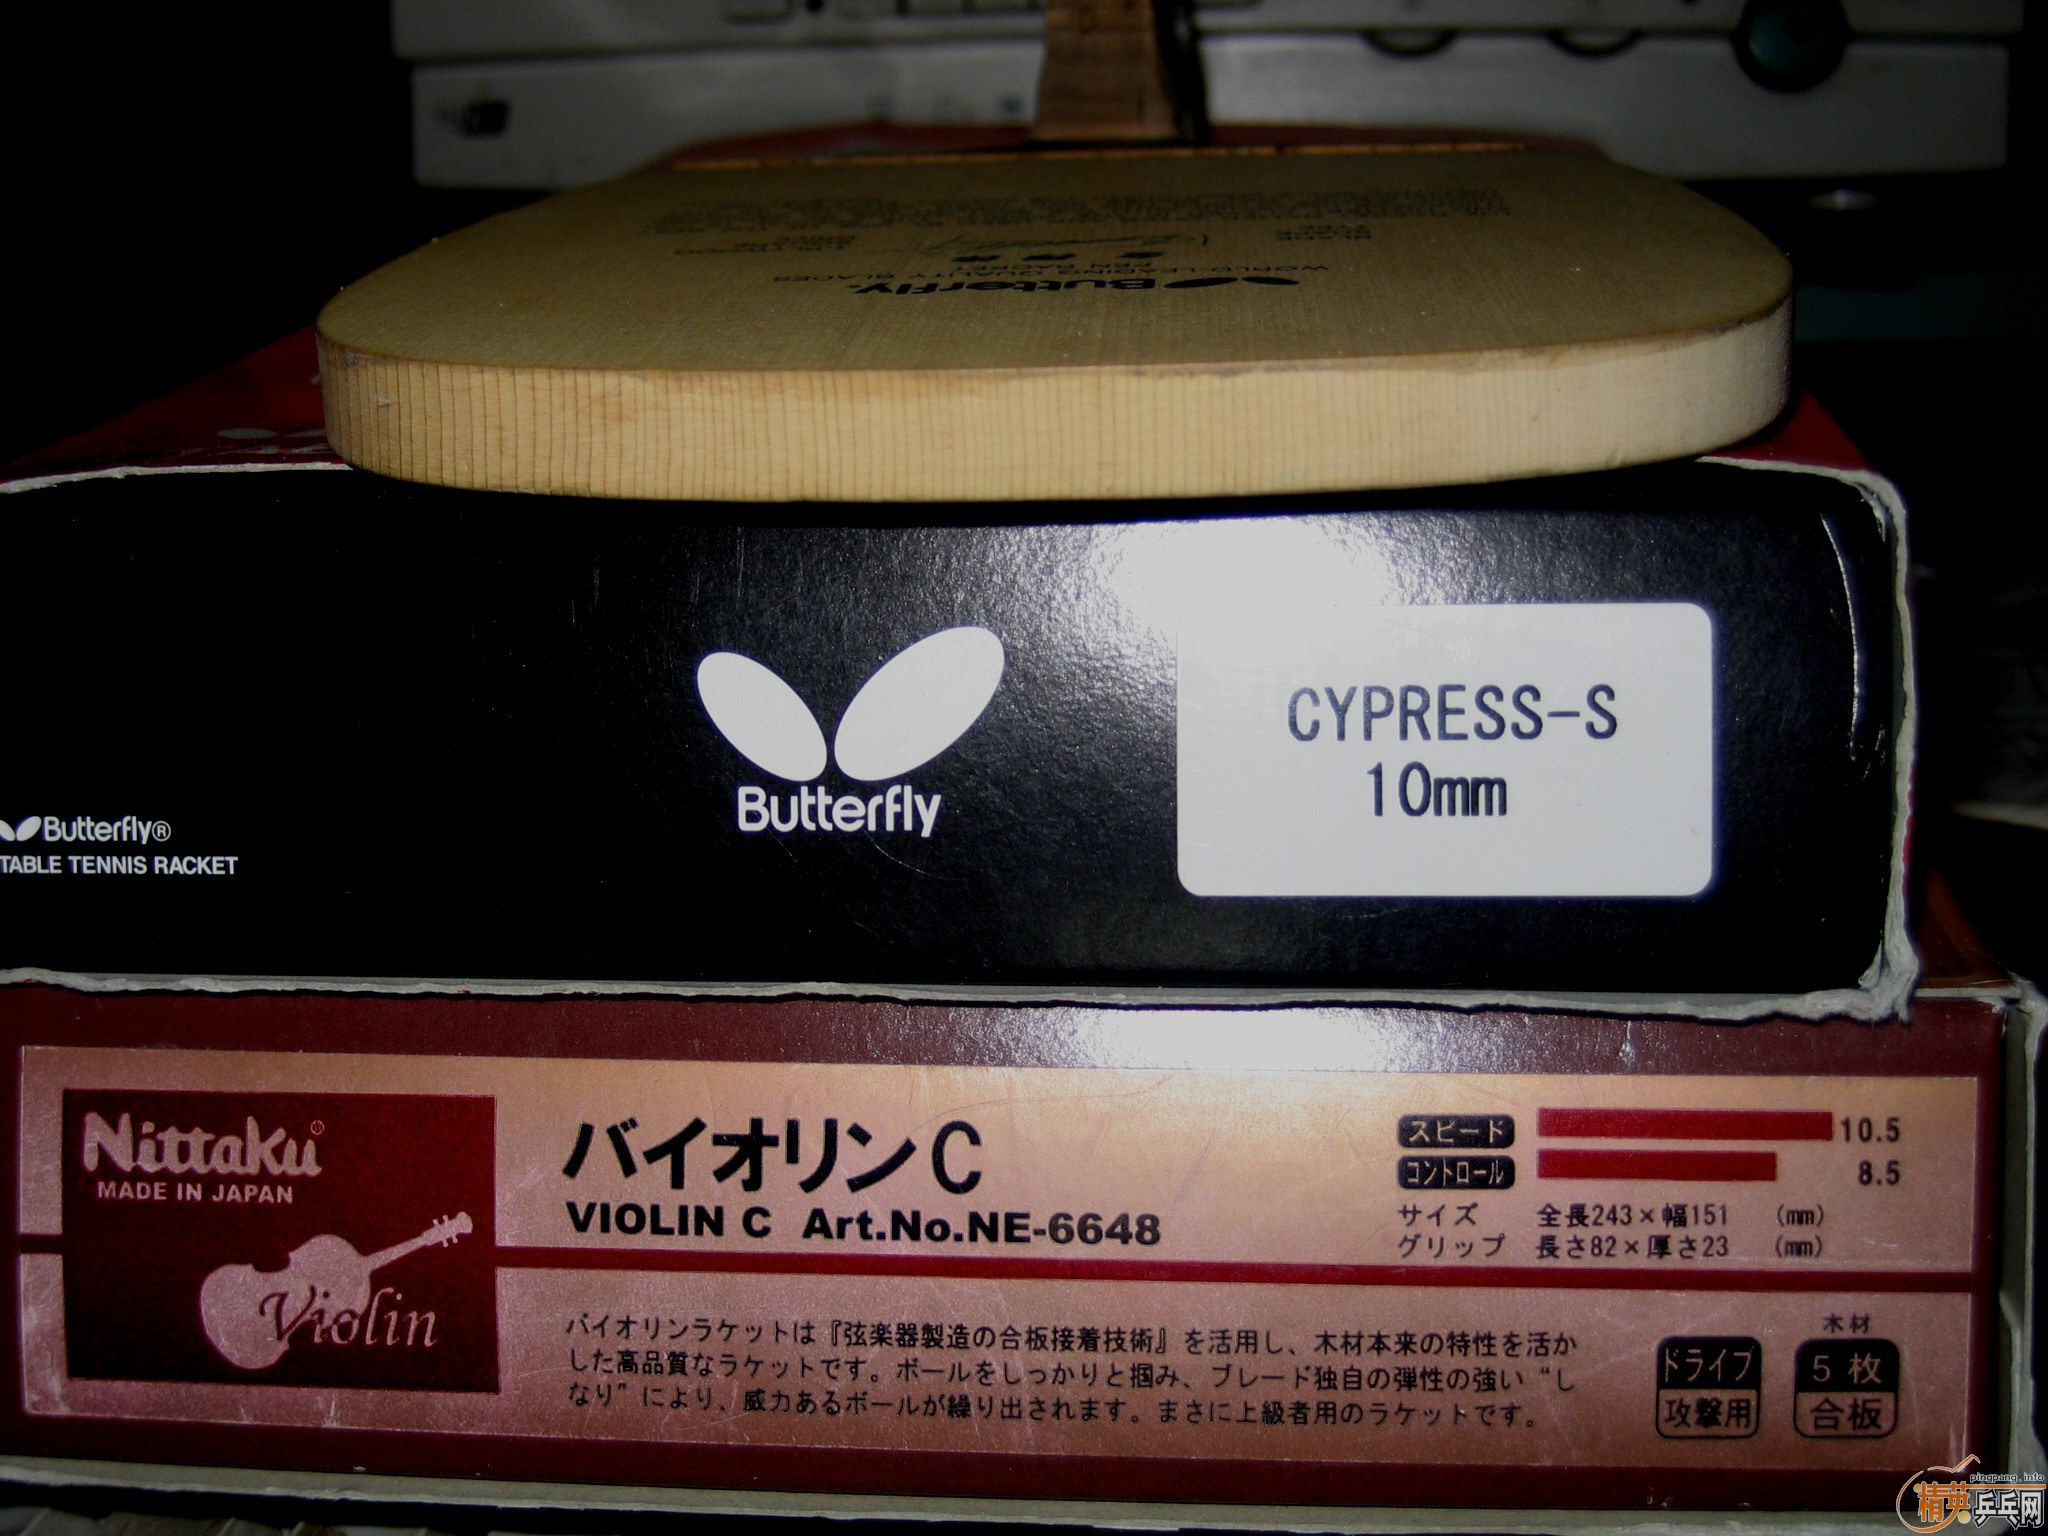 Butterfly.
WORLD-LEADING QUALITY BLADES
PEN RACKET
BLADE
Butterfly
CYPRESS-S
10mm
Butterfly®
TABLE TENNIS RACKET
Nittaku®
MADE IN JAPAN
Violin
バイオリンC
VIOLIN C Art.No.NE-6648
スピード 10.5
コントロール 8.5
サイズ 全長243×幅151 (mm)
グリップ 長さ82×厚さ23 (mm)
バイオリンラケットは『弦楽器製造の合板接着技術』を活用し、木材本来の特性を活か
した高品質なラケットです。ボールをしっかりと掴み、ブレード独自の弾性の強い“し
なり”により、威力あるボールが繰り出されます。まさに上級者用のラケットです。
ドライブ
攻撃用
木材
5枚
合板
pingpang.info
精英乒乓网